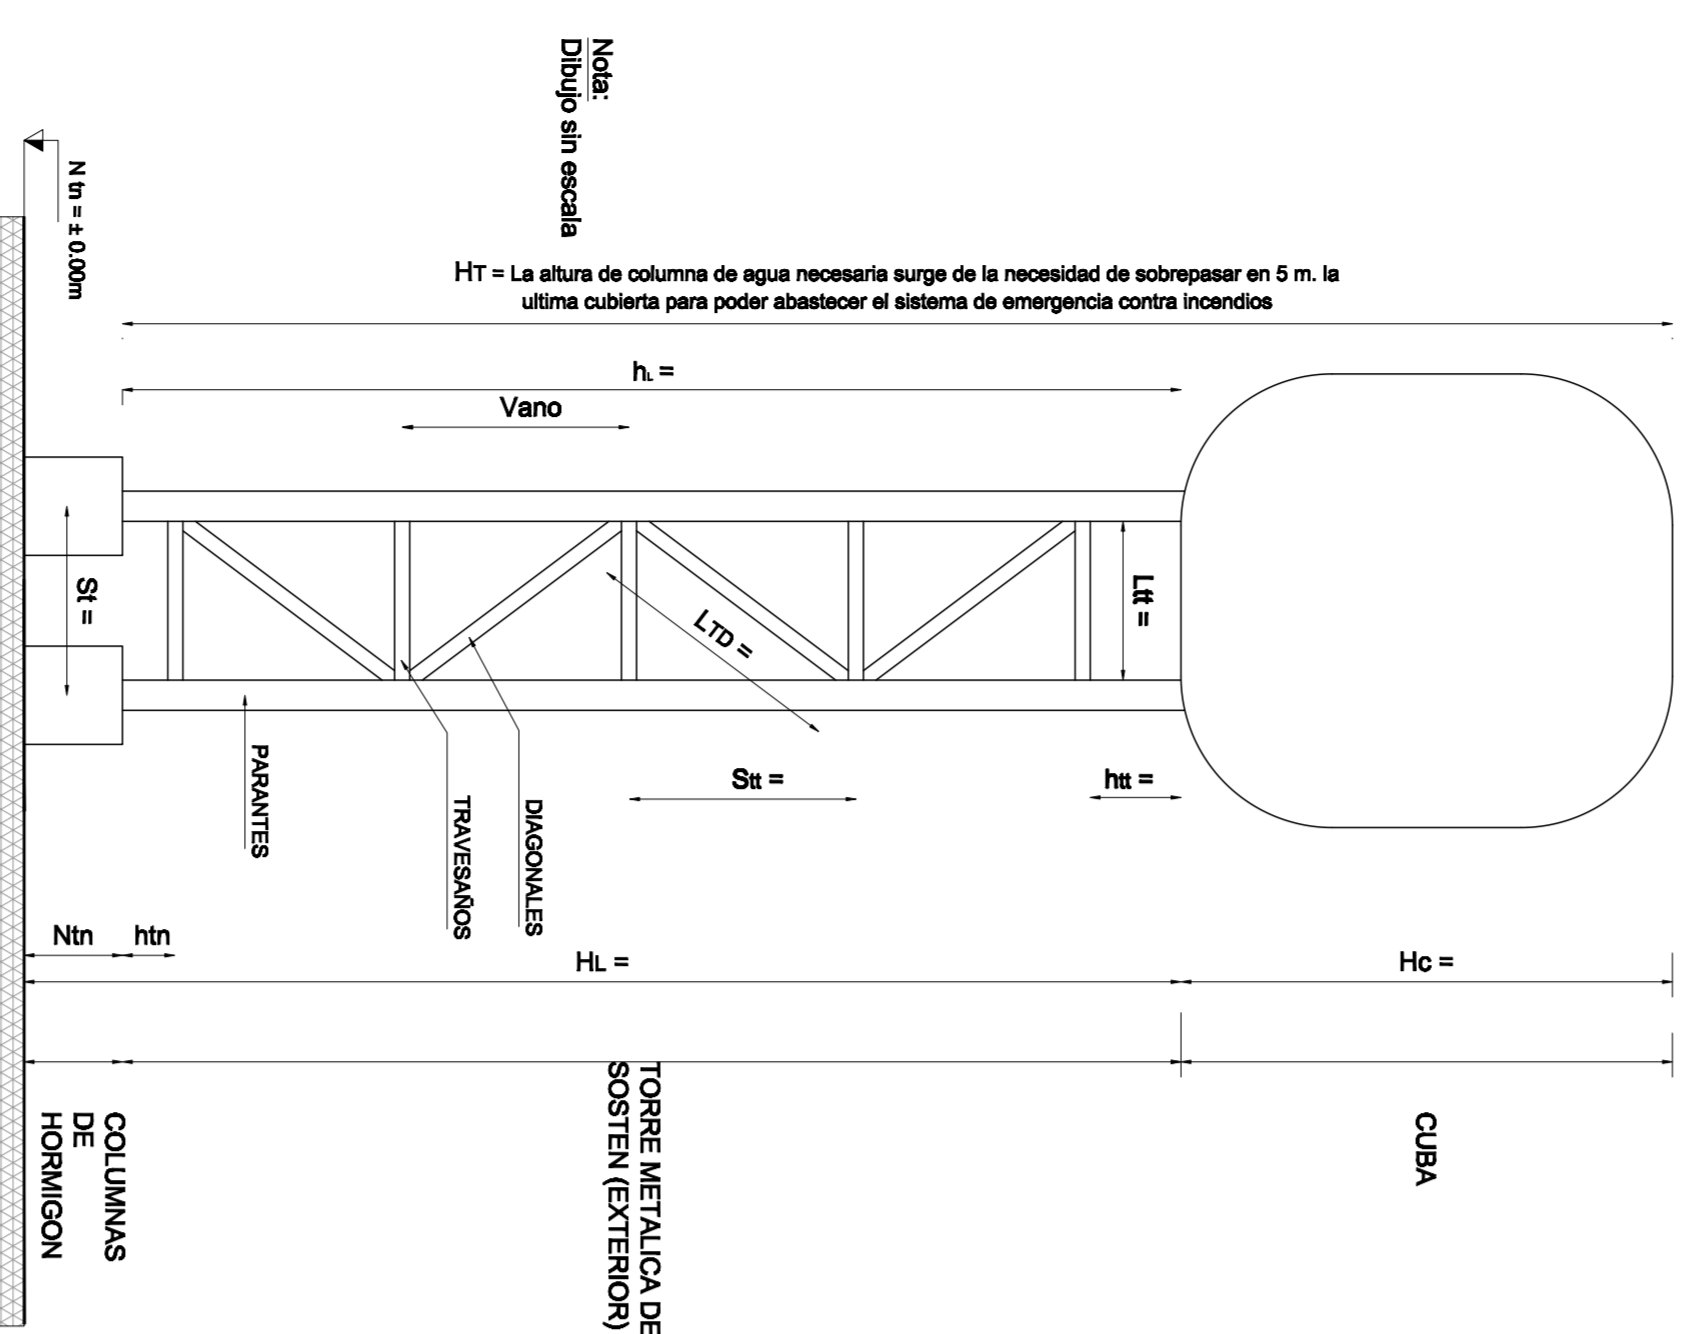 Nota:
Dibujo sin escala
N tn = ± 0.00m
HT = La altura de columna de agua necesaria surge de la necesidad de sobrepasar en 5 m. la
ultima cubierta para poder abastecer el sistema de emergencia contra incendios
hL =
Vano
St =
Ltt =
LTD =
Stt =
htt =
PARANTES
TRAVESAÑOS
DIAGONALES
Ntn
htn
HL =
Hc =
COLUMNAS
DE
HORMIGON
TORRE METALICA DE
SOSTEN (EXTERIOR)
CUBA